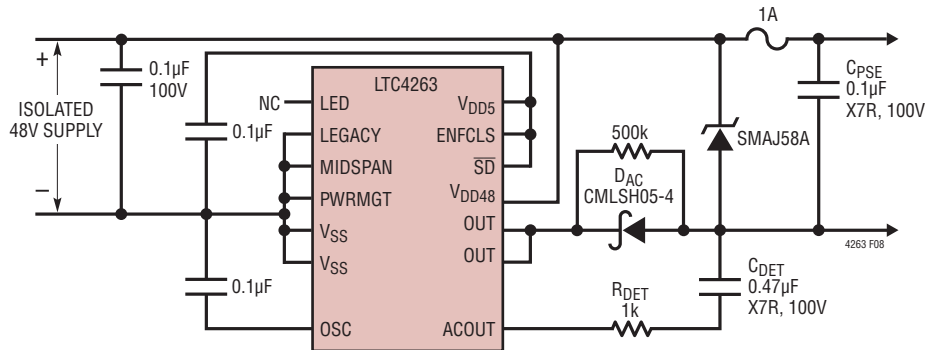 1A
+
0.1µF
100V
LTC4263
C_PSE
0.1µF
X7R, 100V
ISOLATED
48V SUPPLY
NC
LED
V_DD5
0.1µF
LEGACY
ENFCLS
500k
SMAJ58A
MIDSPAN
S̅D̅
D_AC
CMLSH05-4
–
PWRMGT
V_DD48
V_SS
OUT
4263 F08
V_SS
OUT
C_DET
0.47µF
X7R, 100V
0.1µF
R_DET
1k
OSC
ACOUT